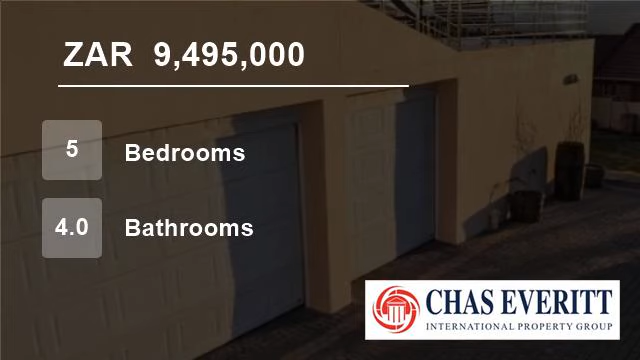 ZAR 9,495,000
5 Bedrooms
4.0 Bathrooms
CHAS EVERITT
INTERNATIONAL PROPERTY GROUP